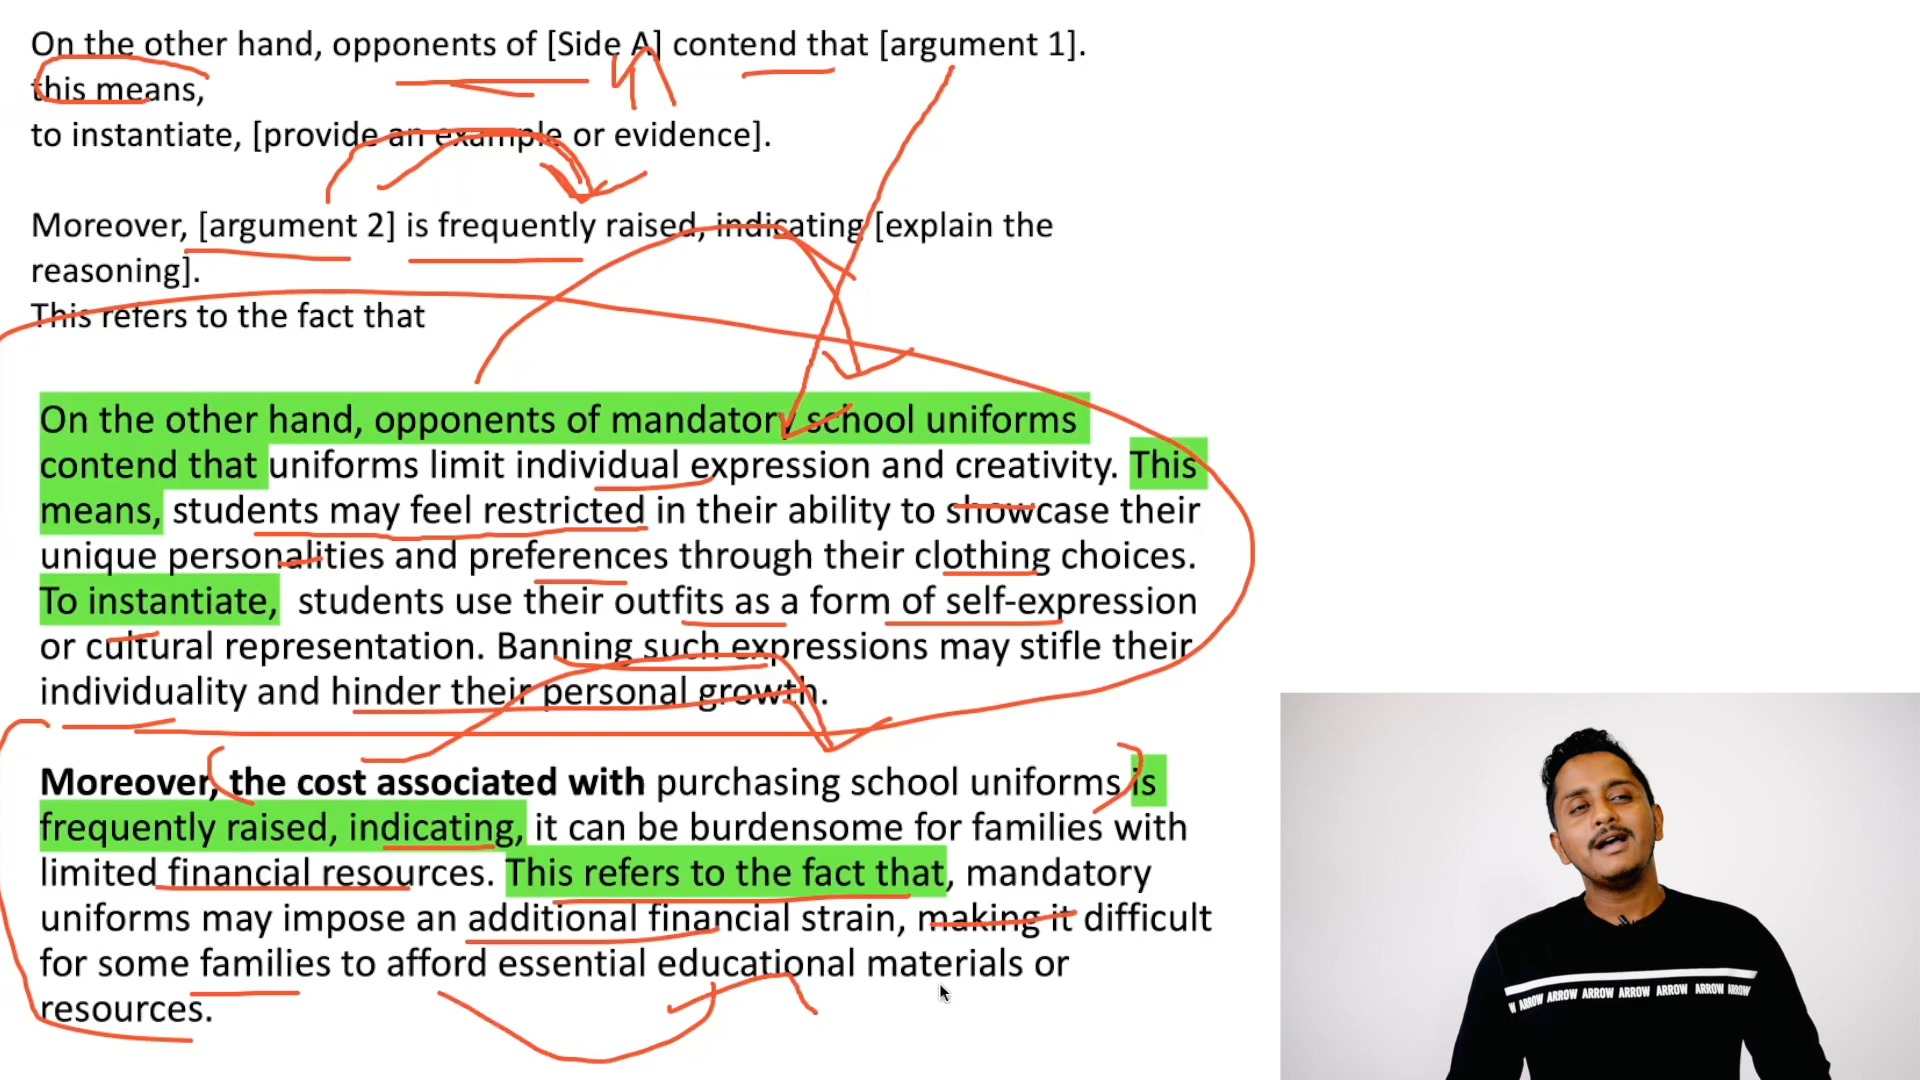 On the other hand, opponents of [Side A] contend that [argument 1].
this means,
to instantiate, [provide an example or evidence].
Moreover, [argument 2] is frequently raised, indicating [explain the
reasoning].
This refers to the fact that
On the other hand, opponents of mandatory school uniforms
contend that uniforms limit individual expression and creativity. This
means, students may feel restricted in their ability to showcase their
unique personalities and preferences through their clothing choices.
To instantiate, students use their outfits as a form of self-expression
or cultural representation. Banning such expressions may stifle their
individuality and hinder their personal growth.
Moreover, the cost associated with purchasing school uniforms is
frequently raised, indicating, it can be burdensome for families with
limited financial resources. This refers to the fact that, mandatory
uniforms may impose an additional financial strain, making it difficult
for some families to afford essential educational materials or
resources.
W ARROW ARROW ARROW ARROW ARROW ARROW ARROW